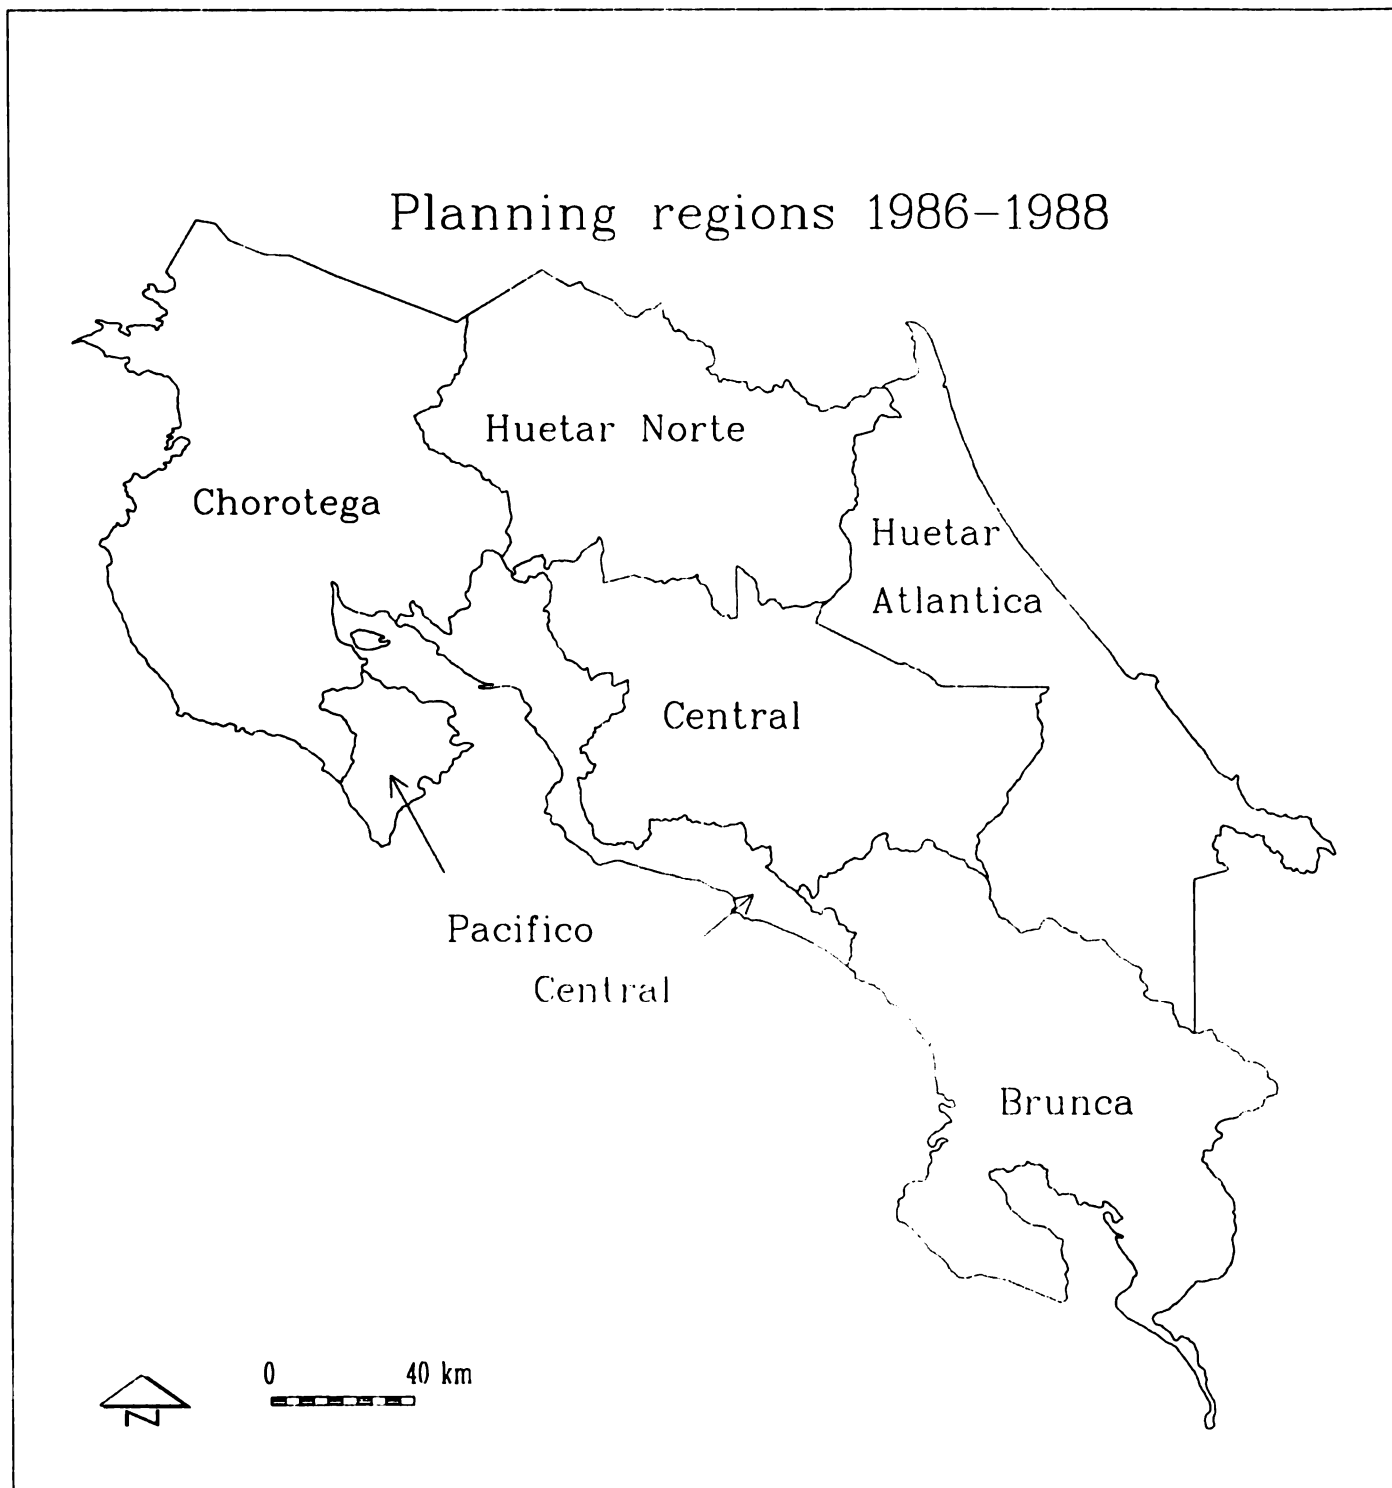 Planning regions 1986-1988
Huetar Norte
Chorotega
Huetar
Atlantica
Central
Pacifico
Central
Brunca
0 40 km
N